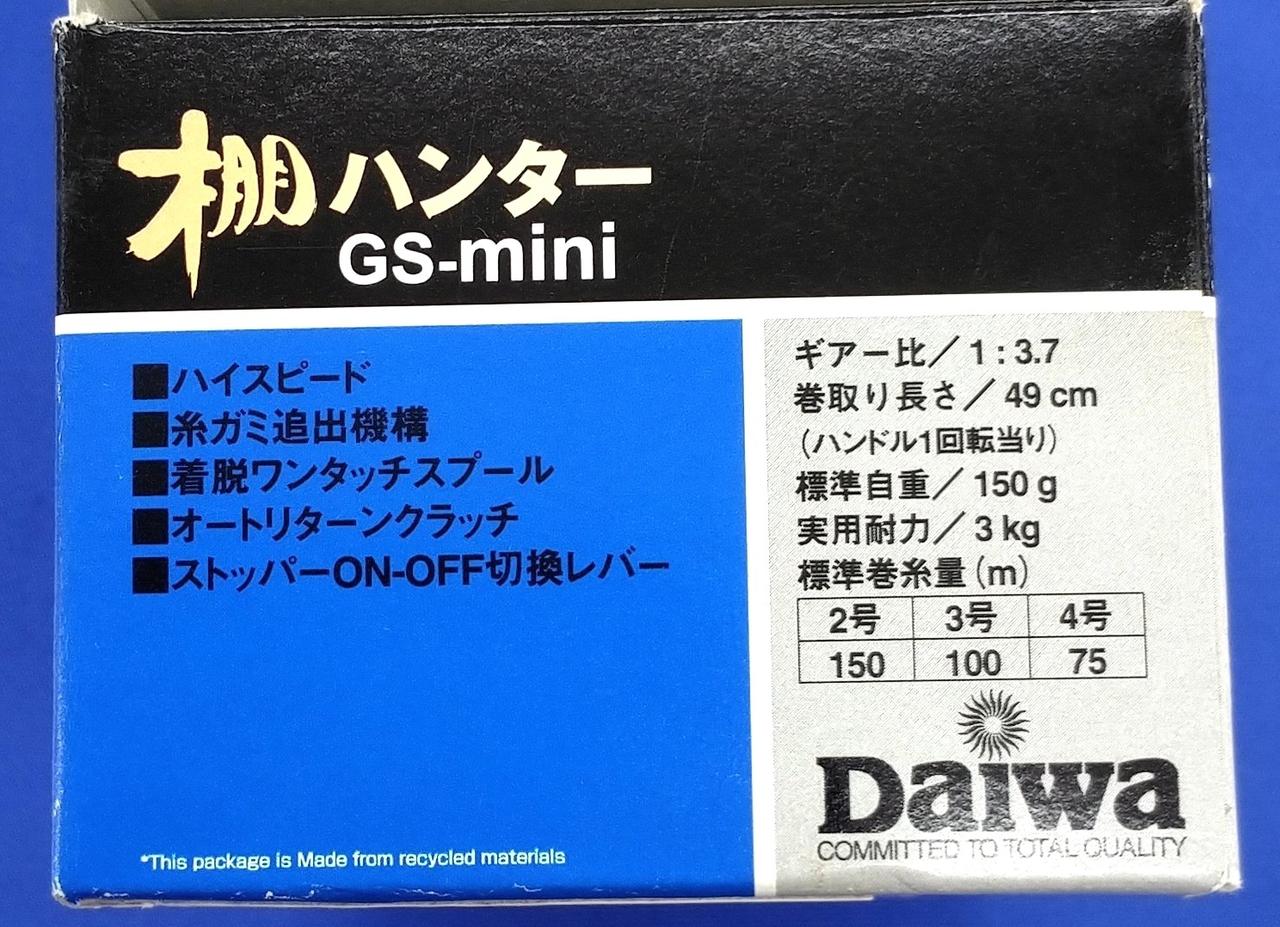 棚ハンター
GS-mini
■ハイスピード
■糸ガミ追出機構
■着脱ワンタッチスプール
■オートリターンクラッチ
■ストッパーON-OFF切換レバー
*This package is Made from recycled materials
ギアー比／1：3.7
巻取り長さ／49 cm
（ハンドル1回転当り）
標準自重／150 g
実用耐力／3 kg
標準巻糸量（m）
2号 3号 4号
150 100 75
Daiwa
COMMITTED TO TOTAL QUALITY